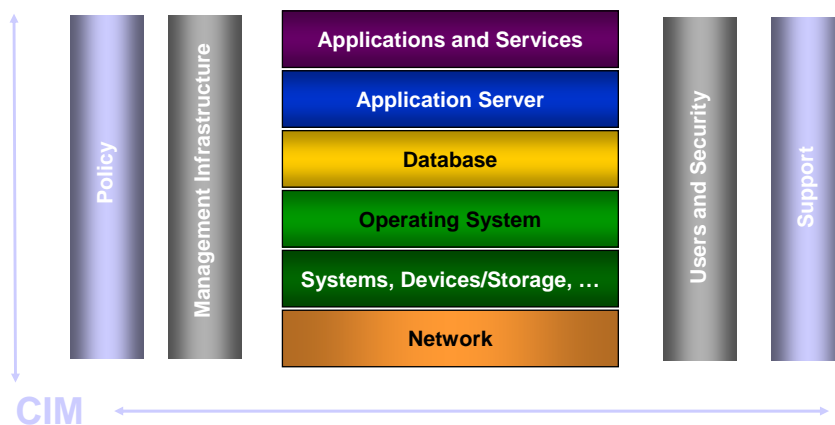 Policy
Management Infrastructure
Applications and Services
Application Server
Database
Operating System
Systems, Devices/Storage, …
Network
Users and Security
Support
CIM